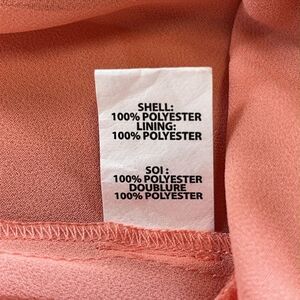 SHELL:
100% POLYESTER
LINING:
100% POLYESTER
SOI :
100% POLYESTER
DOUBLURE
100% POLYESTER